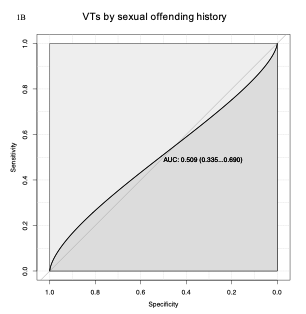 1B
VTs by sexual offending history
1.0
0.8
0.6
0.4
0.2
0.0
Sensitivity
AUC: 0.509 (0.335...0.690)
1.0 0.8 0.6 0.4 0.2 0.0
Specificity